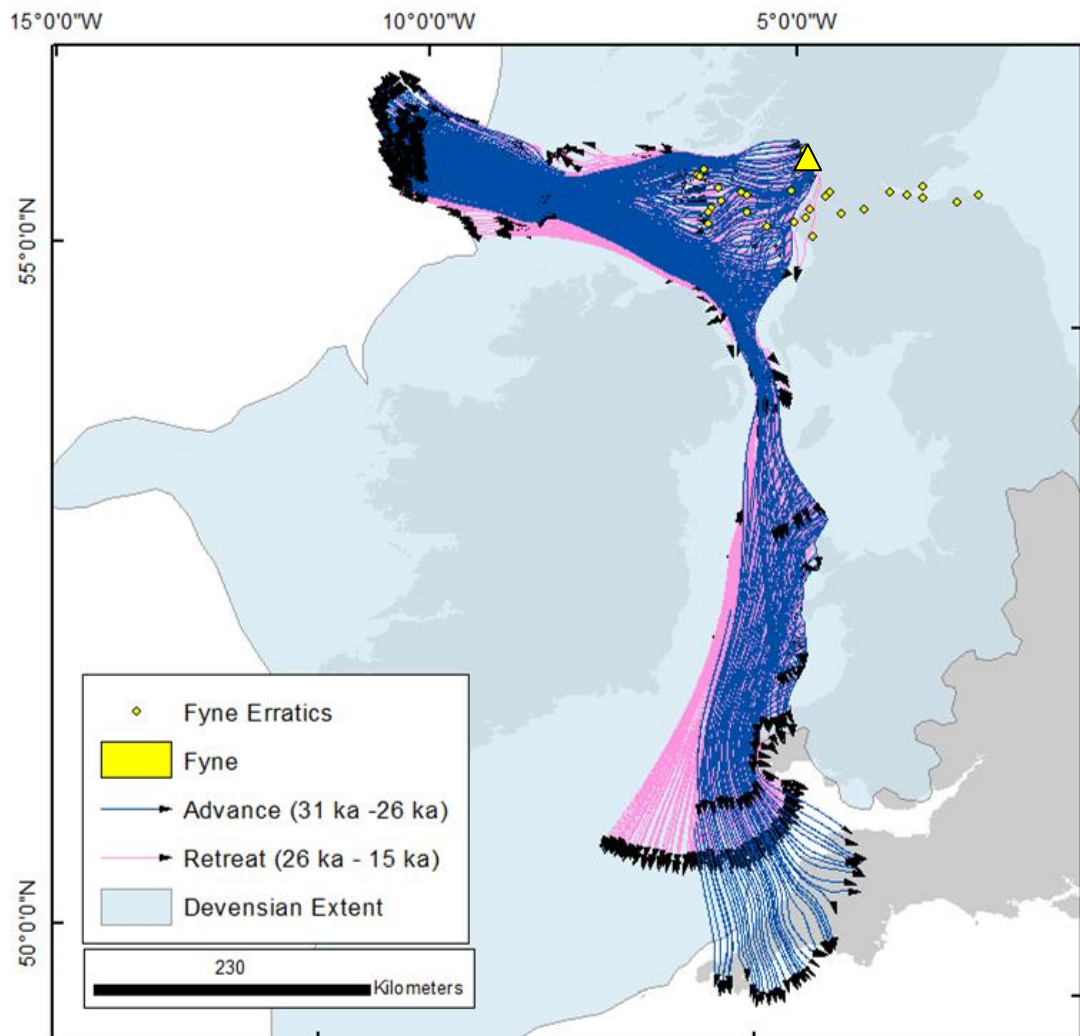 15°0'0"W 10°0'0"W 5°0'0"W
55°0'0"N
Fyne Erratics
Fyne
Advance (31 ka -26 ka)
Retreat (26 ka - 15 ka)
Devensian Extent
50°0'0"N
230
Kilometers